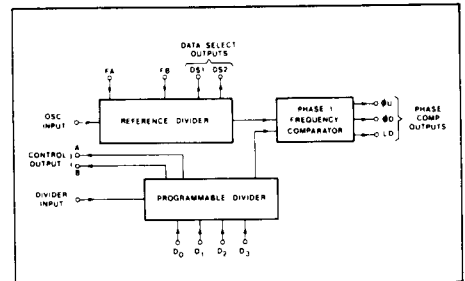 DATA SELECT
OUTPUTS
FA
FB
DS1 DS2
OSC
INPUT
REFERENCE DIVIDER
PHASE /
FREQUENCY
COMPARATOR
ΦU
ΦD
LD
PHASE
COMP
OUTPUTS
CONTROL
OUTPUT
A
B
DIVIDER
INPUT
PROGRAMMABLE DIVIDER
D0 D1 D2 D3